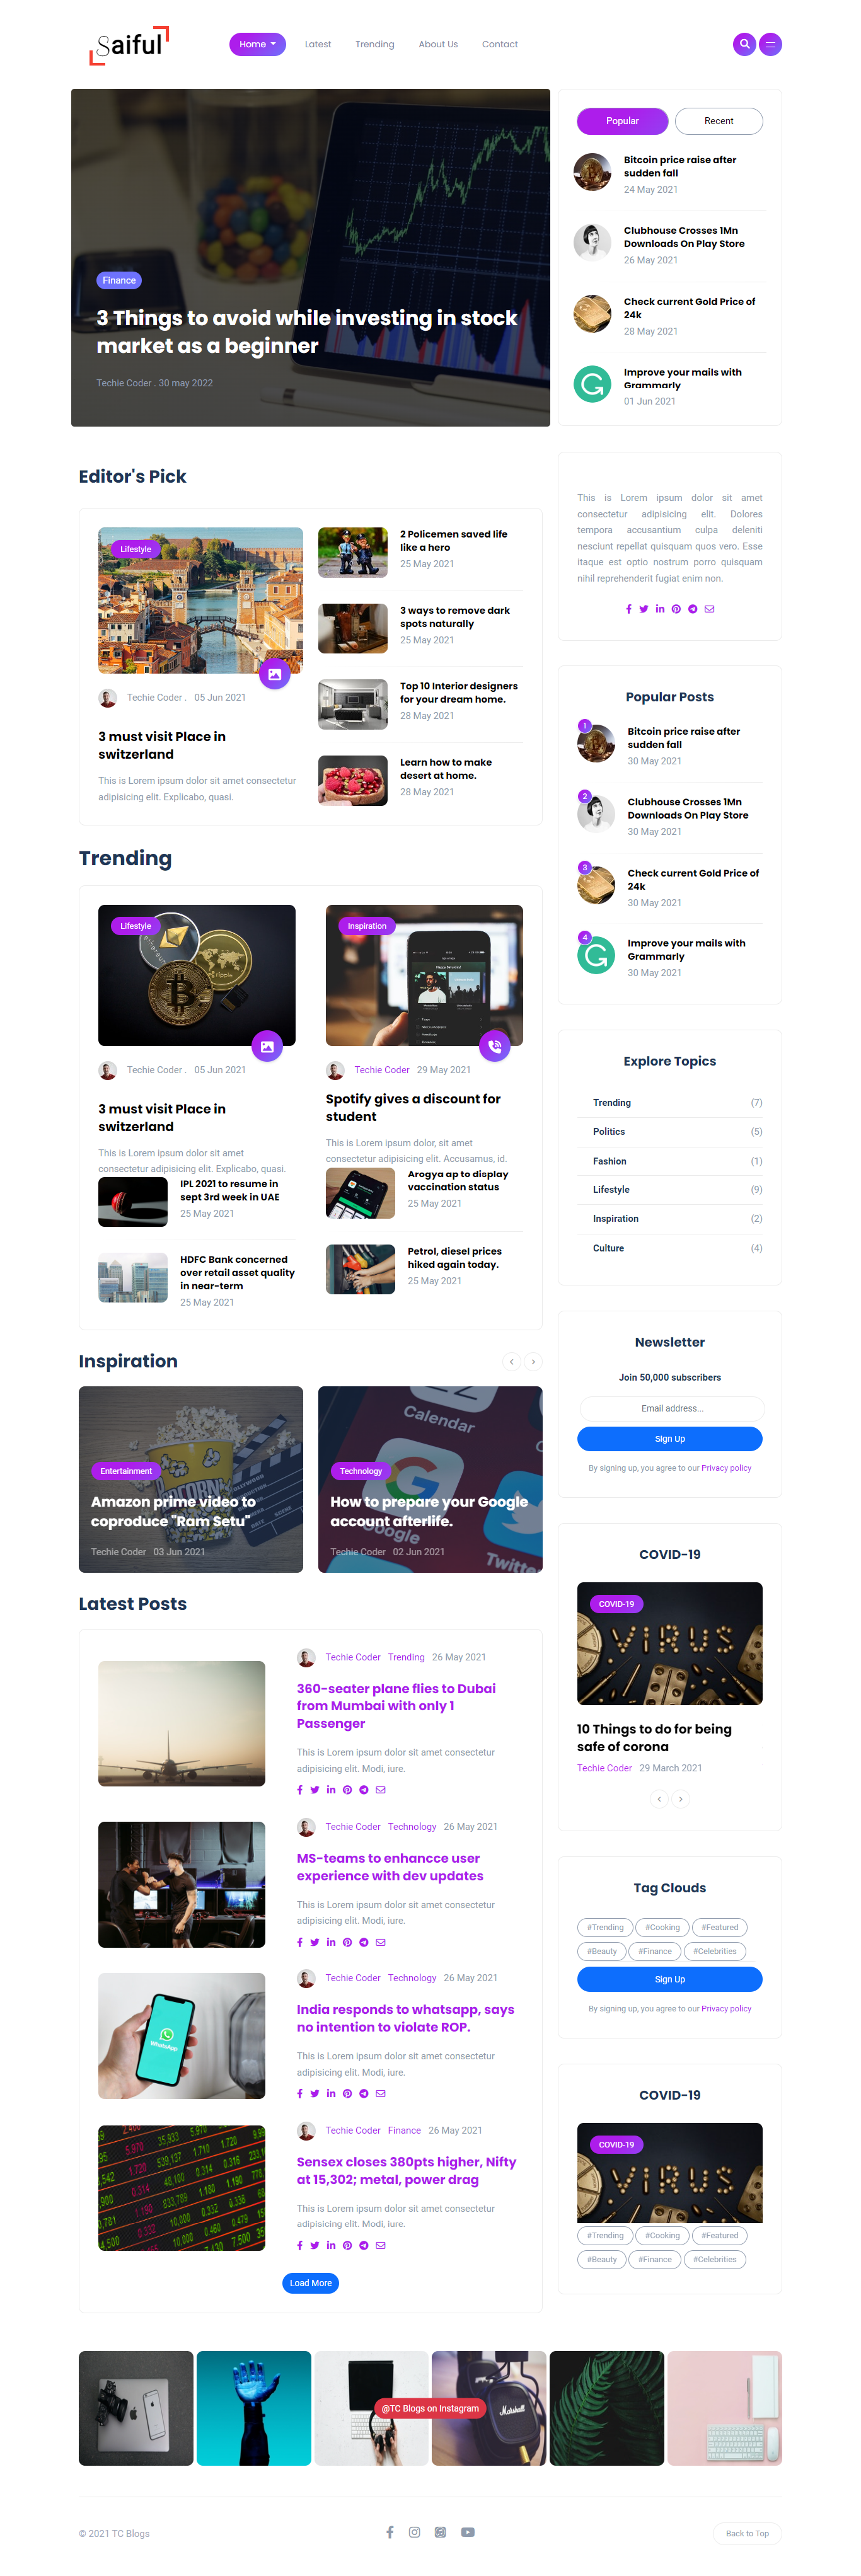 Saiful
Home
Latest
Trending
About Us
Contact
Finance
3 Things to avoid while investing in stock
market as a beginner
Techie Coder . 30 may 2022
Popular
Recent
Bitcoin price raise after
sudden fall
24 May 2021
Clubhouse Crosses 1Mn
Downloads On Play Store
26 May 2021
Check current Gold Price of
24k
28 May 2021
Improve your mails with
Grammarly
01 Jun 2021
Editor's Pick
Lifestyle
Techie Coder . 05 Jun 2021
3 must visit Place in
switzerland
This is Lorem ipsum dolor sit amet consectetur
adipisicing elit. Explicabo, quasi.
2 Policemen saved life
like a hero
25 May 2021
3 ways to remove dark
spots naturally
25 May 2021
Top 10 Interior designers
for your dream home.
28 May 2021
Learn how to make
desert at home.
28 May 2021
This is Lorem ipsum dolor sit amet
consectetur adipisicing elit. Dolores
tempora accusantium culpa deleniti
nesciunt repellat quisquam quos vero. Esse
itaque est optio nostrum porro quisquam
nihil reprehenderit fugiat enim non.
Popular Posts
1
Bitcoin price raise after
sudden fall
30 May 2021
2
Clubhouse Crosses 1Mn
Downloads On Play Store
30 May 2021
3
Check current Gold Price of
24k
30 May 2021
4
Improve your mails with
Grammarly
30 May 2021
Trending
Lifestyle
Techie Coder . 05 Jun 2021
3 must visit Place in
switzerland
This is Lorem ipsum dolor sit amet
consectetur adipisicing elit. Explicabo, quasi.
IPL 2021 to resume in
sept 3rd week in UAE
25 May 2021
HDFC Bank concerned
over retail asset quality
in near-term
25 May 2021
Inspiration
Techie Coder 29 May 2021
Spotify gives a discount for
student
This is Lorem ipsum dolor, sit amet
consectetur adipisicing elit. Accusamus, id.
Arogya ap to display
vaccination status
25 May 2021
Petrol, diesel prices
hiked again today.
25 May 2021
Explore Topics
Trending (7)
Politics (5)
Fashion (1)
Lifestyle (9)
Inspiration (2)
Culture (4)
Newsletter
Join 50,000 subscribers
Email address...
Sign Up
By signing up, you agree to our Privacy policy
Inspiration
Entertainment
Amazon prime video to
coproduce "Ram Setu"
Techie Coder 03 Jun 2021
Calendar
Google
Twitte
Technology
How to prepare your Google
account afterlife.
Techie Coder 02 Jun 2021
Latest Posts
Techie Coder Trending 26 May 2021
360-seater plane flies to Dubai
from Mumbai with only 1
Passenger
This is Lorem ipsum dolor sit amet consectetur
adipisicing elit. Modi, iure.
Techie Coder Technology 26 May 2021
MS-teams to enhancce user
experience with dev updates
This is Lorem ipsum dolor sit amet consectetur
adipisicing elit. Modi, iure.
WhatsApp
Techie Coder Technology 26 May 2021
India responds to whatsapp, says
no intention to violate ROP.
This is Lorem ipsum dolor sit amet consectetur
adipisicing elit. Modi, iure.
Techie Coder Finance 26 May 2021
Sensex closes 380pts higher, Nifty
at 15,302; metal, power drag
This is Lorem ipsum dolor sit amet consectetur
adipisicing elit. Modi, iure.
Load More
COVID-19
COVID-19
VIRUS
10 Things to do for being
safe of corona
Techie Coder 29 March 2021
Tag Clouds
#Trending #Cooking #Featured
#Beauty #Finance #Celebrities
Sign Up
By signing up, you agree to our Privacy policy
COVID-19
COVID-19
VIRUS
#Trending #Cooking #Featured
#Beauty #Finance #Celebrities
@TC Blogs on Instagram
Marshall
© 2021 TC Blogs
Back to Top